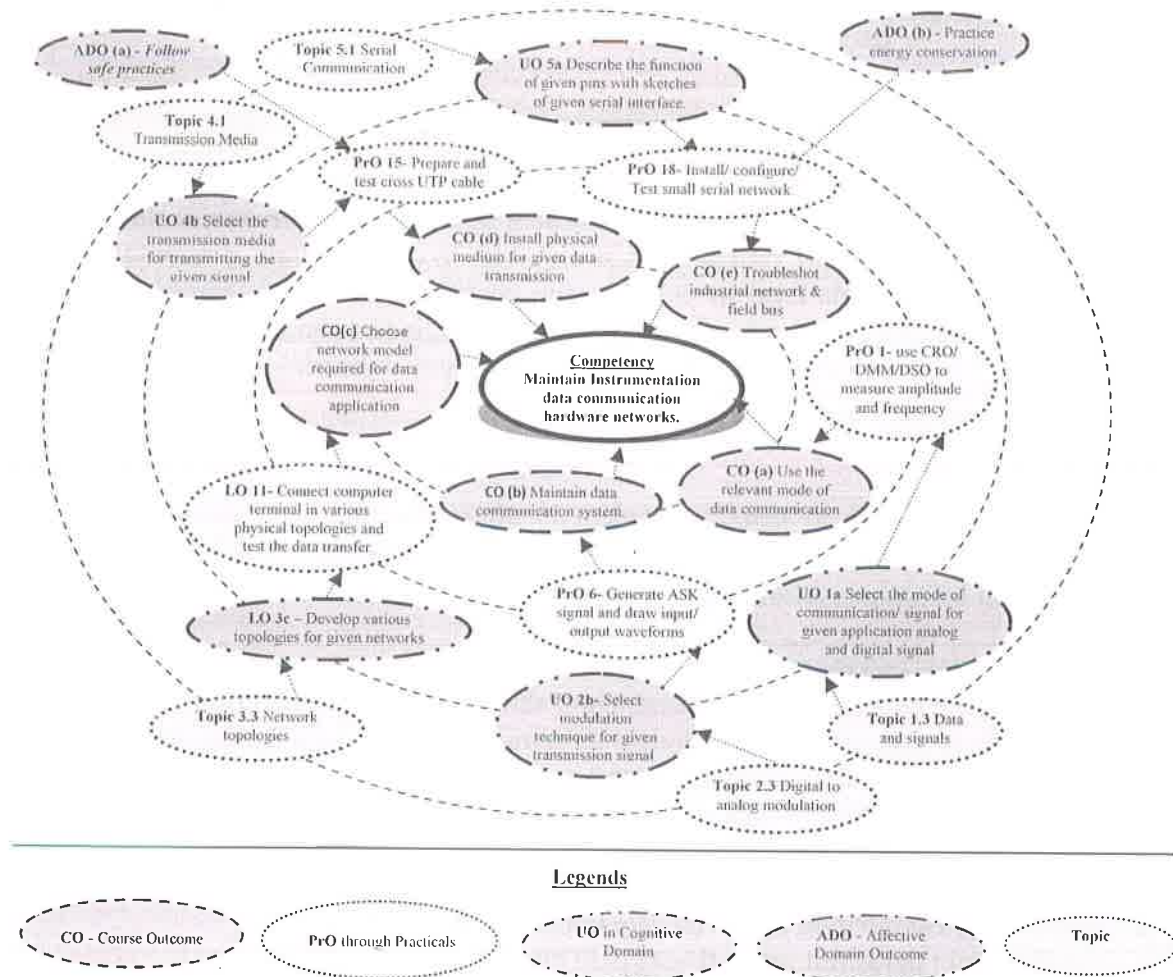 ADO (a) - Follow
safe practices
Topic 5.1 Serial
Communication
ADO (b) - Practice
energy conservation
UO 5a Describe the function
of given pins with sketches
of given serial interface.
Topic 4.1
Transmission Media
PrO 15- Prepare and
test cross UTP cable
PrO 18- Install/ configure/
Test small serial network
UO 4b Select the
transmission media
for transmitting the
given signal
CO (d) Install physical
medium for given data
transmission
CO (e) Troubleshot
industrial network &
field bus
CO(c) Choose
network model
required for data
communication
application
Competency
Maintain Instrumentation
data communication
hardware networks.
PrO 1- use CRO/
DMM/DSO to
measure amplitude
and frequency
LO 11- Connect computer
terminal in various
physical topologies and
test the data transfer
CO (b) Maintain data
communication system.
CO (a) Use the
relevant mode of
data communication
PrO 6- Generate ASK
signal and draw input/
output waveforms
UO 1a Select the mode of
communication/ signal for
given application analog
and digital signal
LO 3c – Develop various
topologies for given networks
UO 2b- Select
modulation
technique for given
transmission signal
Topic 3.3 Network
topologies
Topic 1.3 Data
and signals
Topic 2.3 Digital to
analog modulation
Legends
CO - Course Outcome
PrO through Practicals
UO in Cognitive
Domain
ADO - Affective
Domain Outcome
Topic